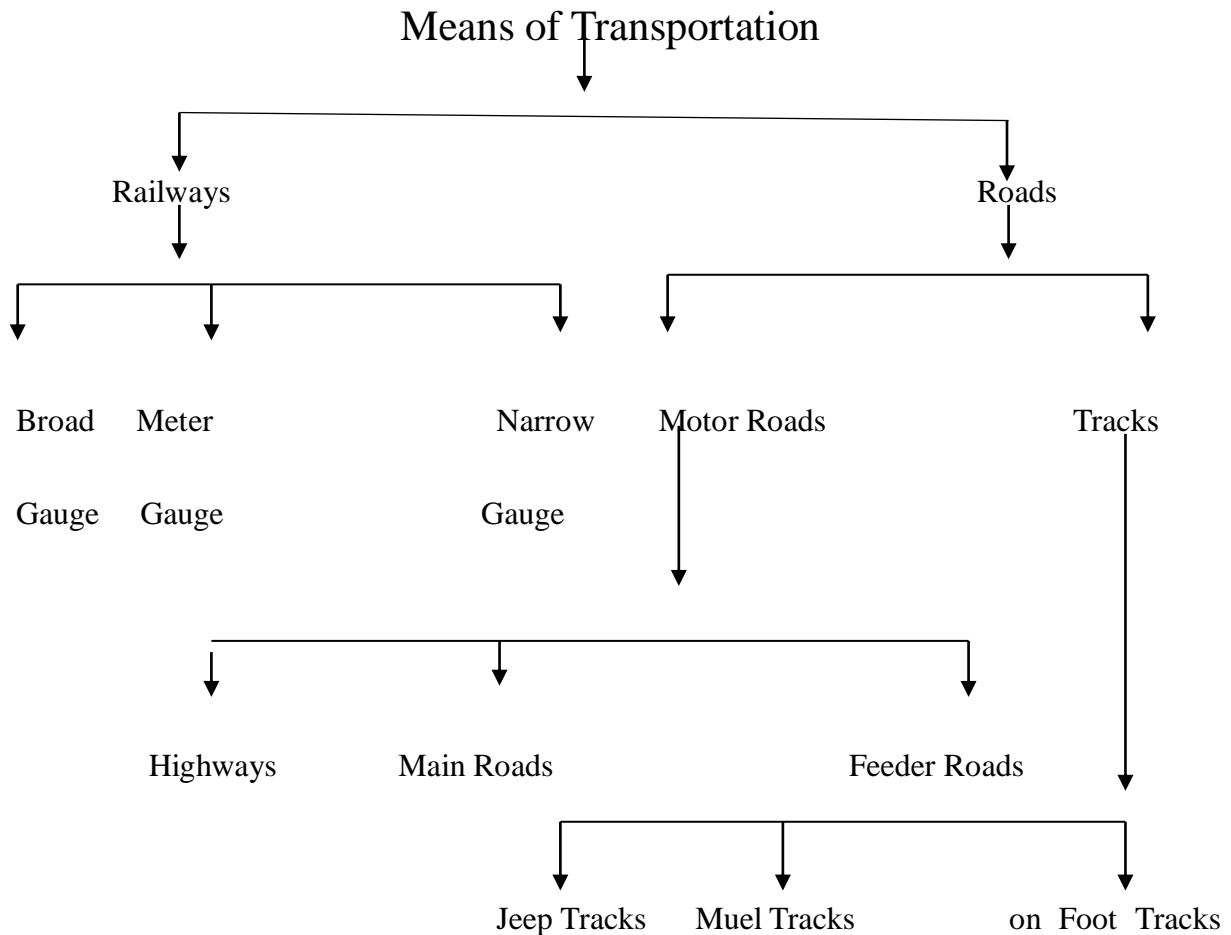 Means of Transportation
Railways Roads
Broad Meter Narrow Motor Roads Tracks
Gauge Gauge Gauge
Highways Main Roads Feeder Roads
Jeep Tracks Muel Tracks on Foot Tracks